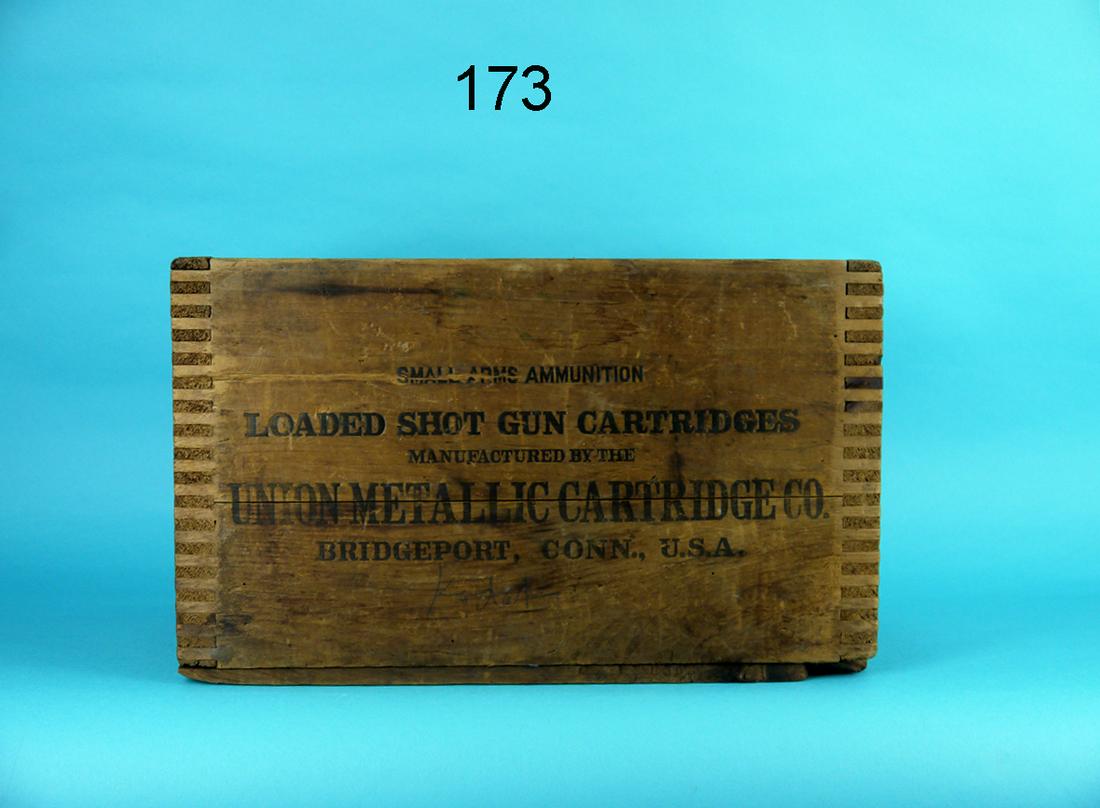 173
SMALL ARMS AMMUNITION
LOADED SHOT GUN CARTRIDGES
MANUFACTURED BY THE
UNION METALLIC CARTRIDGE CO.
BRIDGEPORT, CONN., U.S.A.